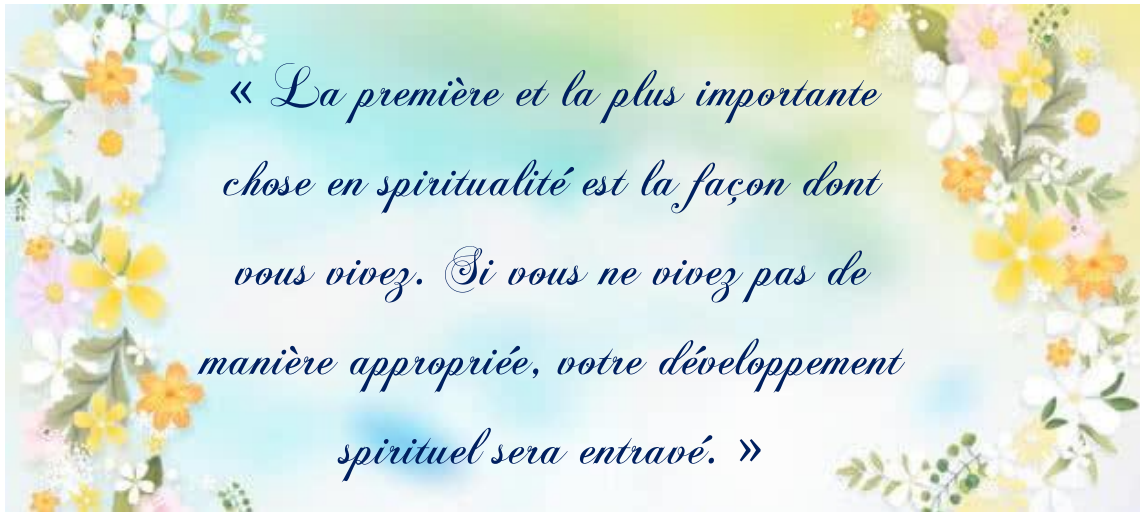 « La première et la plus importante
chose en spiritualité est la façon dont
vous vivez. Si vous ne vivez pas de
manière appropriée, votre développement
spirituel sera entravé. »